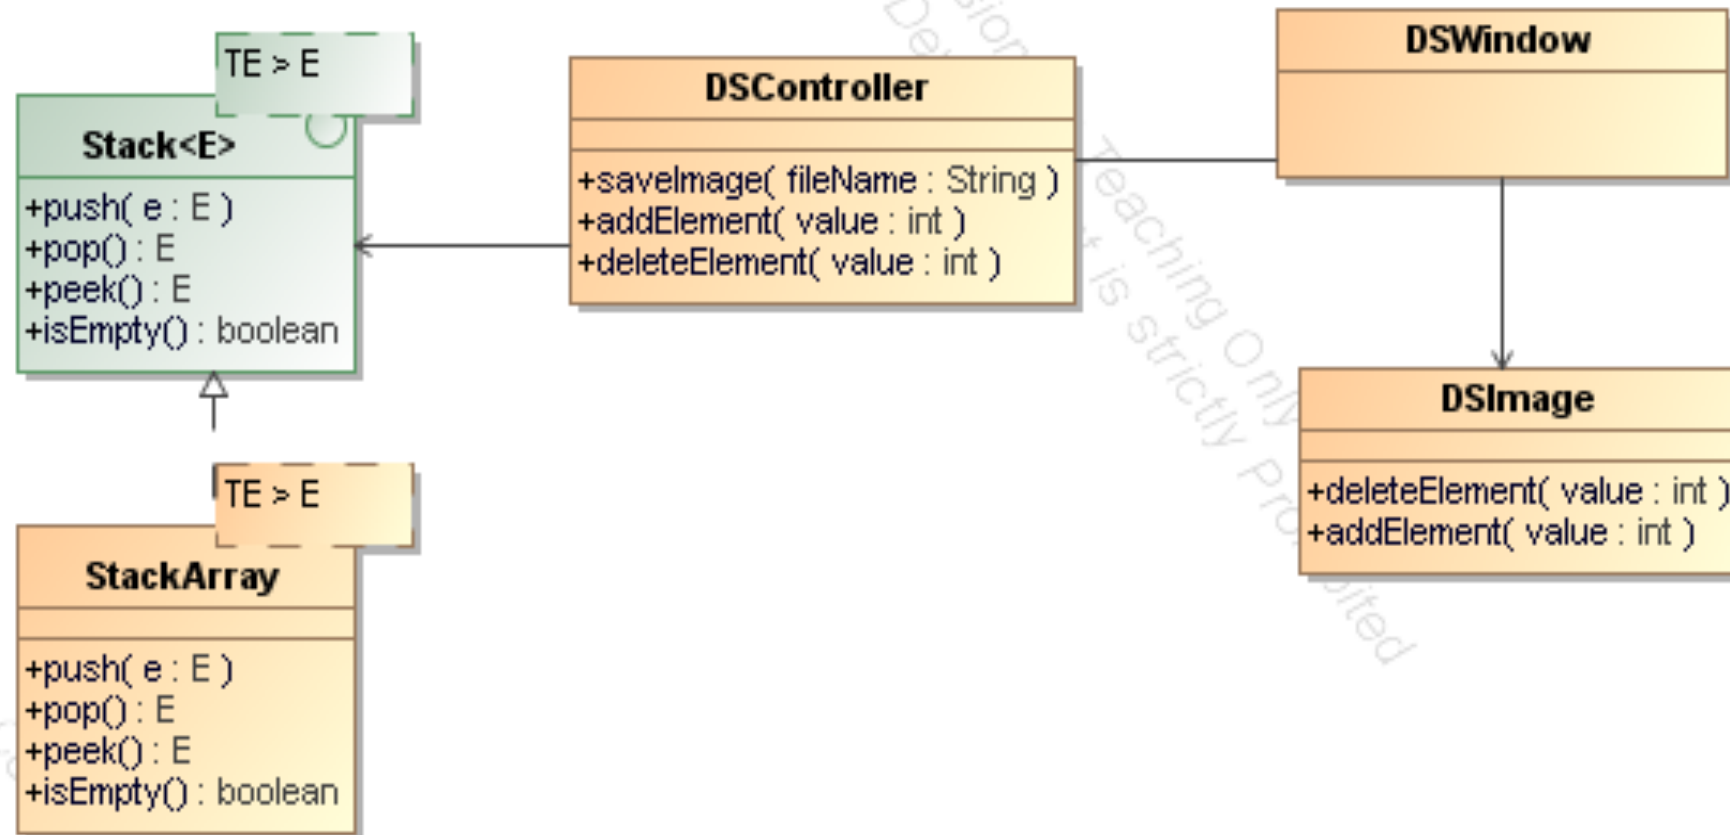 TE > E
Stack<E>
+push( e : E )
+pop() : E
+peek() : E
+isEmpty() : boolean
TE > E
StackArray
+push( e : E )
+pop() : E
+peek() : E
+isEmpty() : boolean
DSController
+saveImage( fileName : String )
+addElement( value : int )
+deleteElement( value : int )
DSWindow
DSImage
+deleteElement( value : int )
+addElement( value : int )
Teaching Only
is strictly